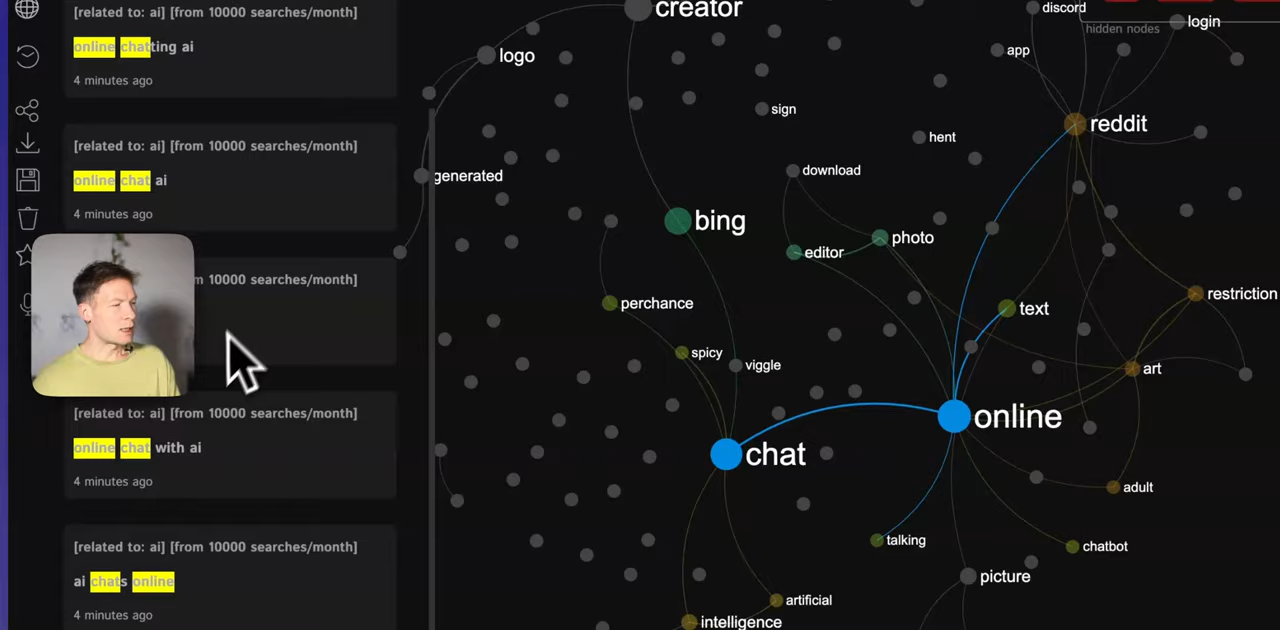 [related to: ai] [from 10000 searches/month]
online chatting ai
4 minutes ago
[related to: ai] [from 10000 searches/month]
online chat ai
4 minutes ago
m 10000 searches/month]
[related to: ai] [from 10000 searches/month]
online chat with ai
4 minutes ago
[related to: ai] [from 10000 searches/month]
ai chats online
4 minutes ago
creator
discord
hidden nodes
login
logo
app
sign
reddit
hent
download
generated
bing
photo
editor
restriction
perchance
text
spicy
viggle
art
online
chat
adult
talking
chatbot
picture
artificial
intelligence